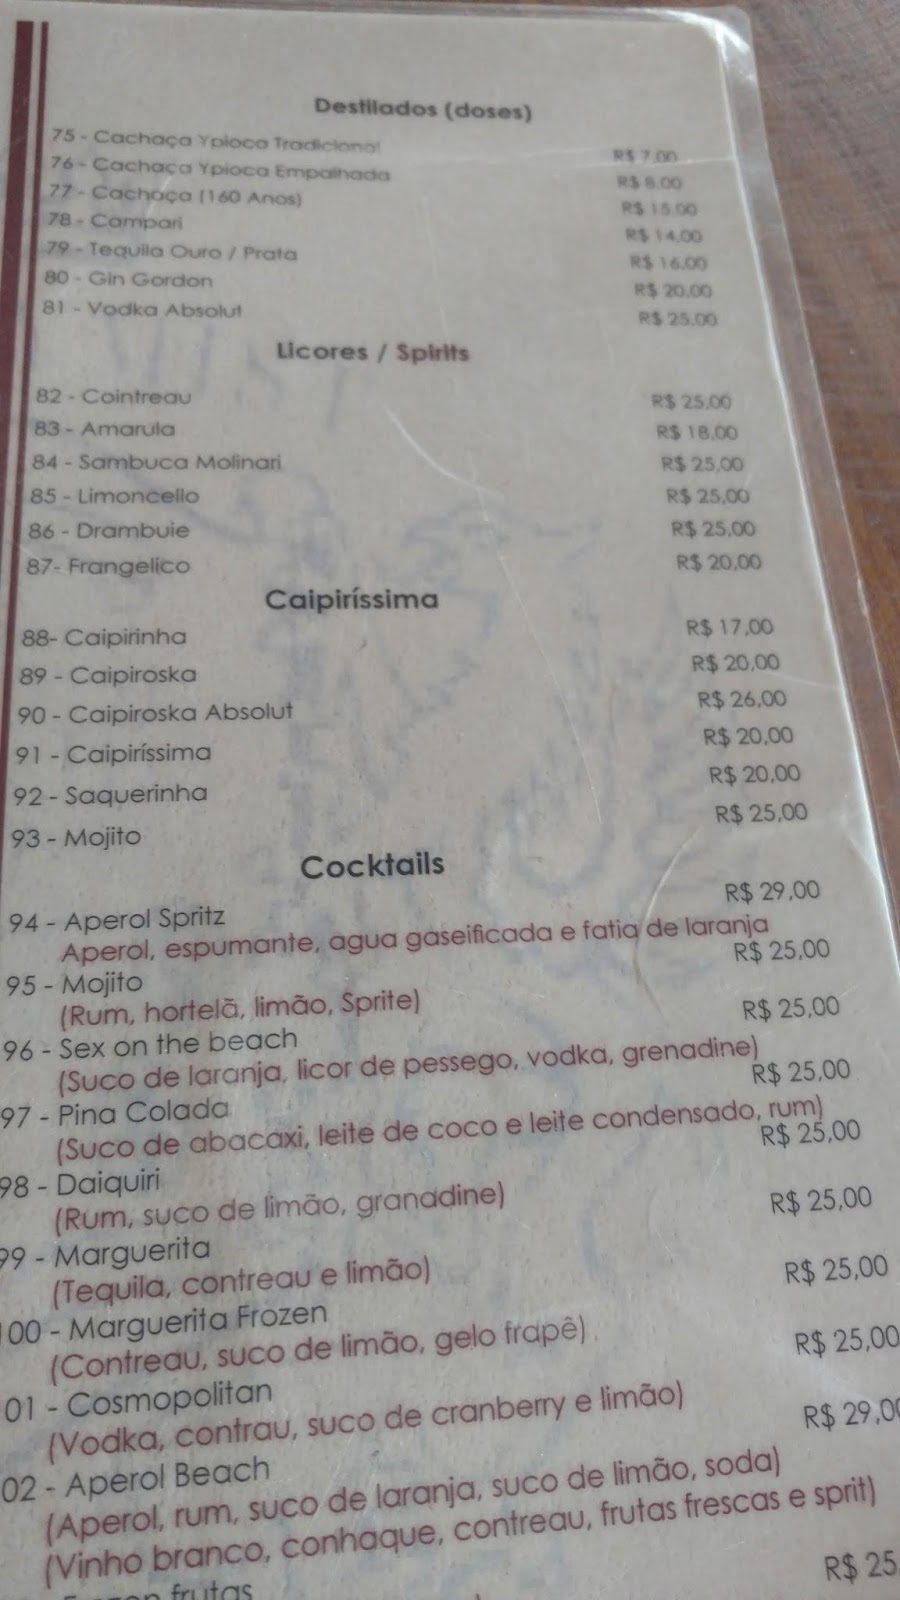 Destilados (doses)
75 - Cachaça Ypioca Tradicional R$ 7,00
76 - Cachaca Ypioca Empalhada R$ 8,00
77 - Cachaça (160 Anos) R$ 15,00
78 - Campari R$ 14,00
79 - Tequila Ouro / Prata R$ 16,00
80 - Gin Gordon R$ 20,00
81 - Vodka Absolut R$ 25,00
Licores / Spirits
82 - Cointreau R$ 25,00
83 - Amarula R$ 18,00
84 - Sambuca Molinari R$ 25,00
85 - Limoncello R$ 25,00
86 - Drambuie R$ 25,00
87- Frangelico R$ 20,00
Caipiríssima
88- Caipirinha R$ 17,00
89 - Caipiroska R$ 20,00
90 - Caipiroska Absolut R$ 26,00
91 - Caipiríssima R$ 20,00
92 - Saquerinha R$ 20,00
93 - Mojito R$ 25,00
Cocktails
94 - Aperol Spritz R$ 29,00
Aperol, espumante, agua gaseificada e fatia de laranja
95 - Mojito R$ 25,00
(Rum, hortelã, limão, Sprite)
96 - Sex on the beach R$ 25,00
(Suco de laranja, licor de pessego, vodka, grenadine)
97 - Pina Colada R$ 25,00
(Suco de abacaxi, leite de coco e leite condensado, rum)
98 - Daiquiri R$ 25,00
(Rum, suco de limão, granadine)
99 - Marguerita R$ 25,00
(Tequila, contreau e limão)
100 - Marguerita Frozen R$ 25,00
(Contreau, suco de limão, gelo frapê)
01 - Cosmopolitan R$ 25,00
(Vodka, contrau, suco de cranberry e limão)
02 - Aperol Beach R$ 29,00
(Aperol, rum, suco de laranja, suco de limão, soda)
(Vinho branco, conhaque, contreau, frutas frescas e sprit)
frutas R$ 25